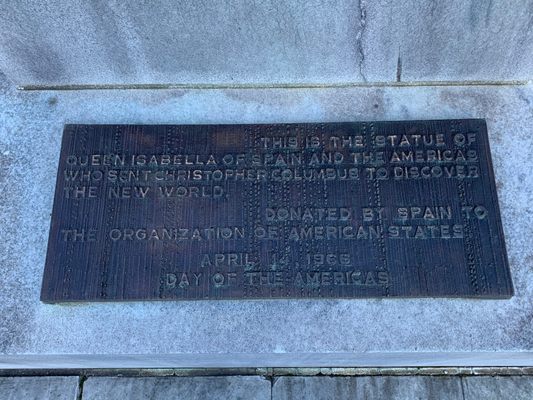 THIS IS THE STATUE OF
QUEEN ISABELLA OF SPAIN AND THE AMERICAS
WHO SENT CHRISTOPHER COLUMBUS TO DISCOVER
THE NEW WORLD.
DONATED BY SPAIN TO
THE ORGANIZATION OF AMERICAN STATES
APRIL 14, 1966
DAY OF THE AMERICAS